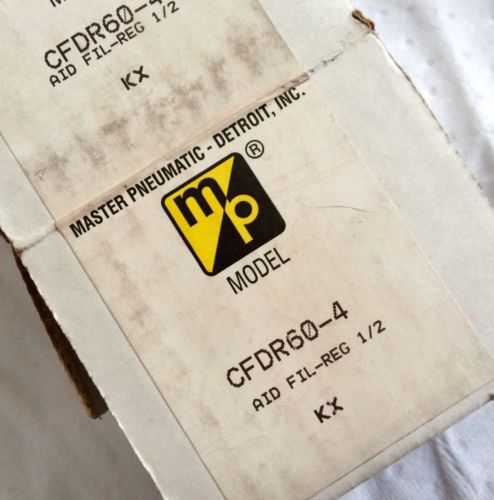 CFDR60-4
AID FIL-REG 1/2
KX
MASTER PNEUMATIC - DETROIT, INC.
m/p ®
MODEL
CFDR60-4
AID FIL-REG 1/2
KX